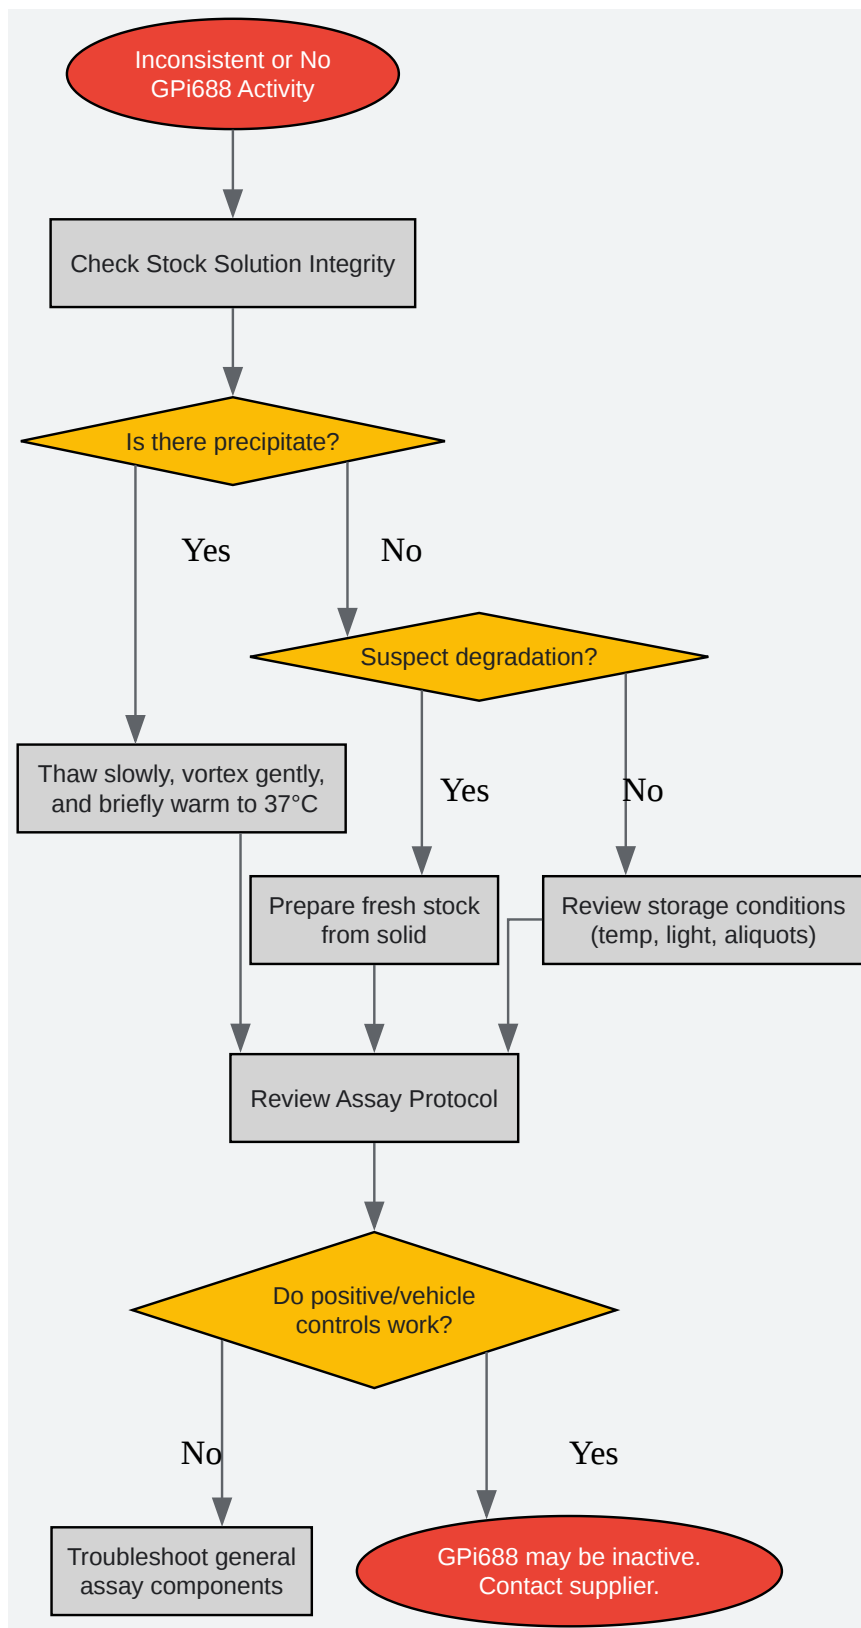 Inconsistent or No
GPi688 Activity
Check Stock Solution Integrity
Is there precipitate?
Yes
No
Suspect degradation?
Thaw slowly, vortex gently,
and briefly warm to 37°C
Yes
No
Prepare fresh stock
from solid
Review storage conditions
(temp, light, aliquots)
Review Assay Protocol
Do positive/vehicle
controls work?
No
Yes
Troubleshoot general
assay components
GPi688 may be inactive.
Contact supplier.